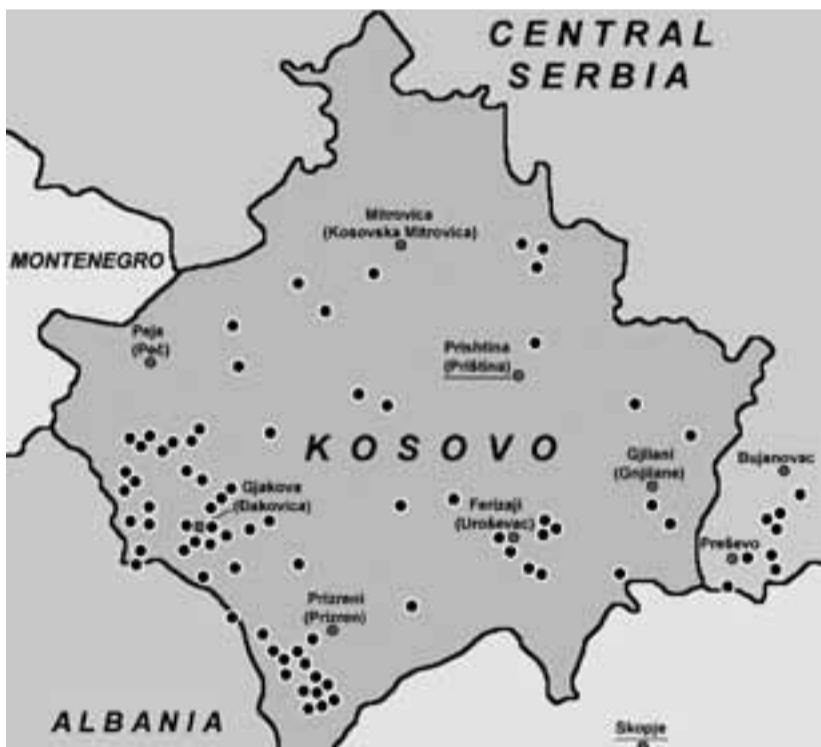 CENTRAL
SERBIA
Mitrovica
(Kosovska Mitrovica)
MONTENEGRO
Peja
(Peč)
Prishtina
(Priština)
KOSOVO
Gjilani
(Gnjilane)
Bujanovac
Gjakova
(Đakovica)
Ferizaji
(Uroševac)
Preševo
Prizreni
(Prizren)
ALBANIA
Skopje